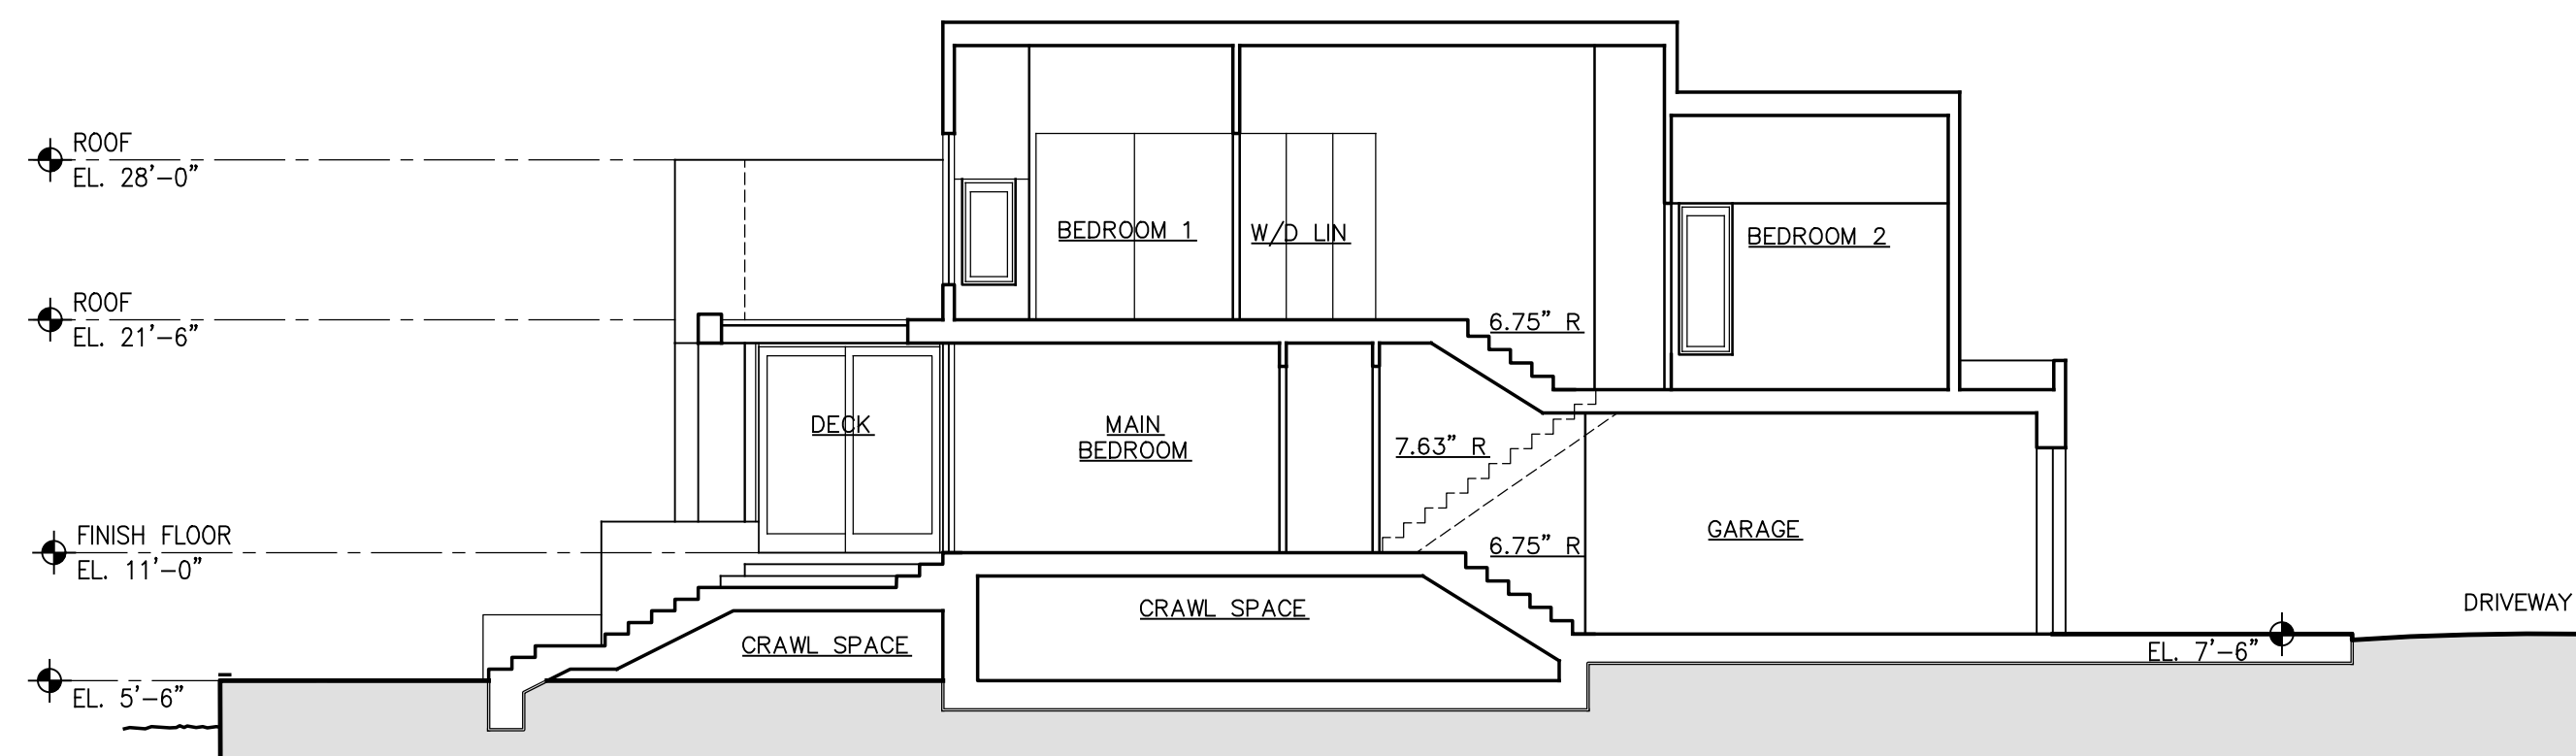 ROOF
EL. 28'-0"
BEDROOM 1
W/D LIN
BEDROOM 2
ROOF
EL. 21'-6"
6.75" R
DECK
MAIN
BEDROOM
7.63" R
FINISH FLOOR
EL. 11'-0"
6.75" R
GARAGE
CRAWL SPACE
CRAWL SPACE
DRIVEWAY
EL. 7'-6"
EL. 5'-6"